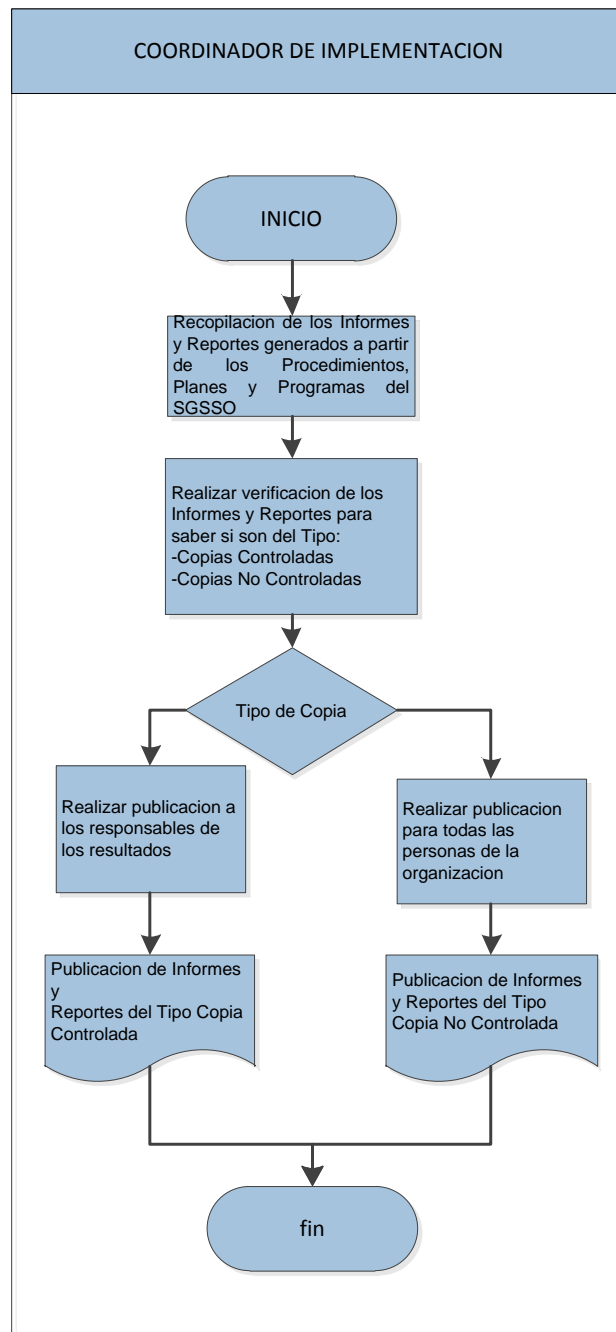 COORDINADOR DE IMPLEMENTACION
INICIO
Recopilacion de los Informes
y Reportes generados a partir
de los Procedimientos,
Planes y Programas del
SGSSO
Realizar verificacion de los
Informes y Reportes para
saber si son del Tipo:
-Copias Controladas
-Copias No Controladas
Tipo de Copia
Realizar publicacion a
los responsables de
los resultados
Realizar publicacion
para todas las
personas de la
organizacion
Publicacion de Informes
y
Reportes del Tipo Copia
Controlada
Publicacion de Informes
y Reportes del Tipo
Copia No Controlada
fin